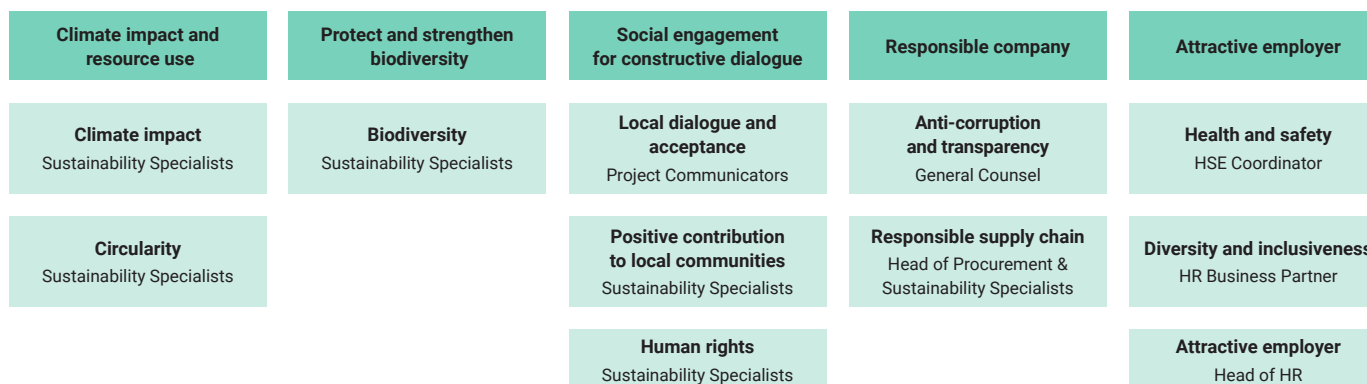 Climate impact and
resource use
Climate impact
Sustainability Specialists
Circularity
Sustainability Specialists
Protect and strengthen
biodiversity
Biodiversity
Sustainability Specialists
Social engagement
for constructive dialogue
Local dialogue and
acceptance
Project Communicators
Positive contribution
to local communities
Sustainability Specialists
Human rights
Sustainability Specialists
Responsible company
Anti-corruption
and transparency
General Counsel
Responsible supply chain
Head of Procurement &
Sustainability Specialists
Attractive employer
Health and safety
HSE Coordinator
Diversity and inclusiveness
HR Business Partner
Attractive employer
Head of HR